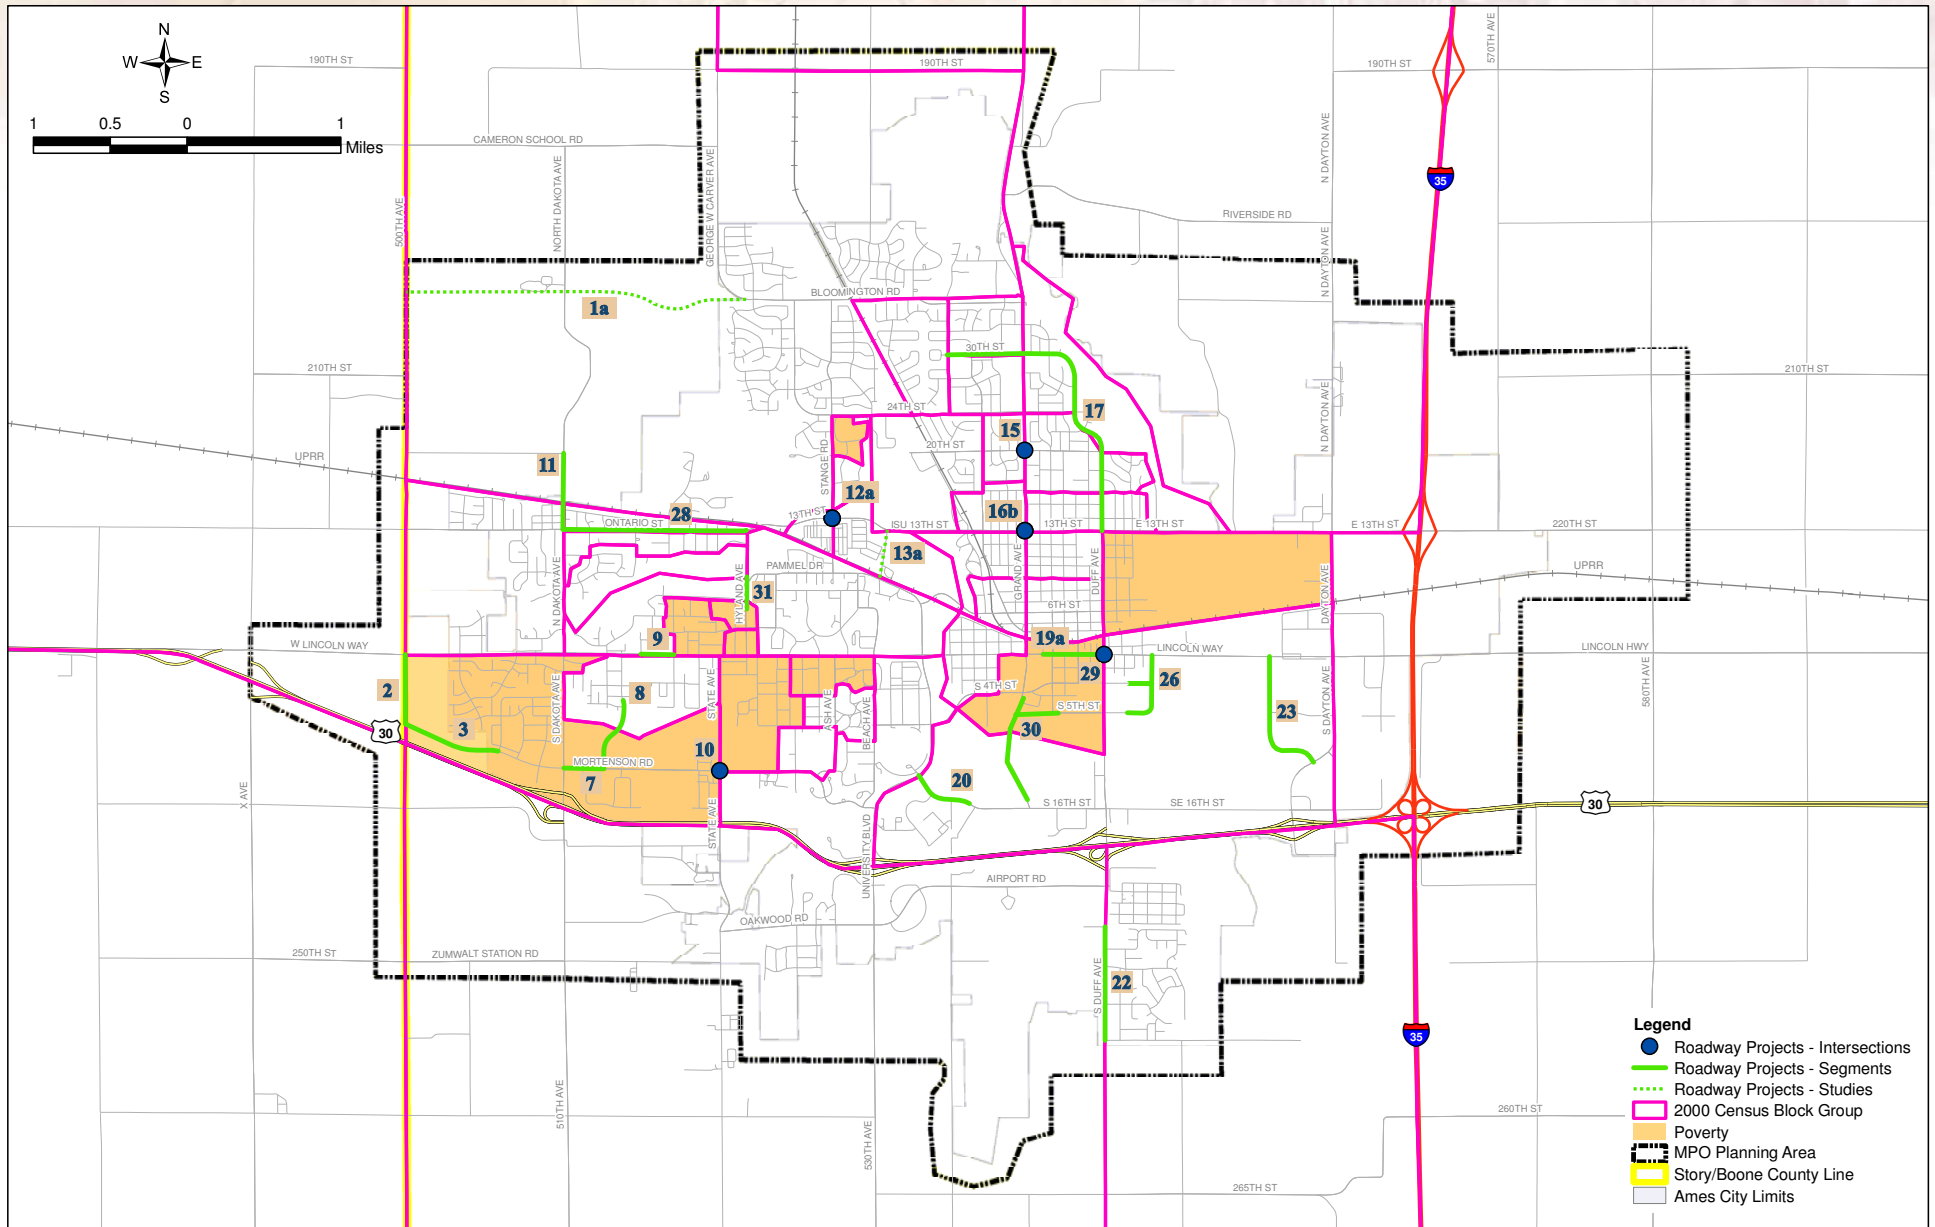 N
W E
S
1 0.5 0 1
Miles
190TH ST
190TH ST
190TH ST
570TH AVE
CAMERON SCHOOL RD
NORTH DAKOTA AVE
GEORGE W CARVER AVE
500TH AVE
N DAYTON AVE
35
RIVERSIDE RD
N DAYTON AVE
BLOOMINGTON RD
1a
30TH ST
210TH ST
210TH ST
24TH ST
17
N DAYTON AVE
15
20TH ST
STANGE RD
UPRR
11
12a
28
ONTARIO ST
13TH ST
ISU 13TH ST
16b
13TH ST
E 13TH ST
E 13TH ST
220TH ST
13a
PAMMEL DR
N DAKOTA AVE
HYLAND AVE
31
GRAND AVE
DUFF AVE
DAYTON AVE
UPRR
6TH ST
9
19a
W LINCOLN WAY
LINCOLN WAY
LINCOLN HWY
2
8
S 4TH ST
29
26
580TH AVE
S DAKOTA AVE
STATE AVE
ASH AVE
BEACH AVE
S 5TH ST
30
3
30
23
S DAYTON AVE
10
MORTENSON RD
7
20
X AVE
STATE AVE
S 16TH ST
SE 16TH ST
30
UNIVERSITY BLVD
AIRPORT RD
OAKWOOD RD
250TH ST
ZUMWALT STATION RD
S DUFF AVE
22
35
510TH AVE
530TH AVE
260TH ST
265TH ST
Legend
Roadway Projects - Intersections
Roadway Projects - Segments
Roadway Projects - Studies
2000 Census Block Group
Poverty
MPO Planning Area
Story/Boone County Line
Ames City Limits